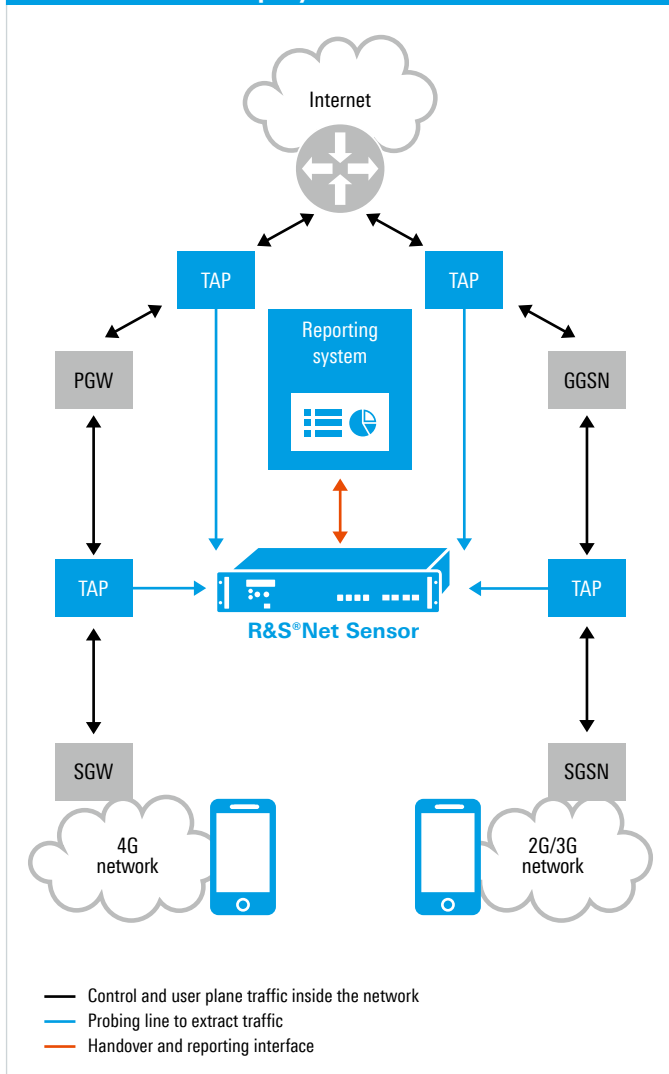 Internet
TAP
TAP
Reporting
system
PGW
GGSN
TAP
TAP
R&S®Net Sensor
SGW
SGSN
4G
network
2G/3G
network
Control and user plane traffic inside the network
Probing line to extract traffic
Handover and reporting interface